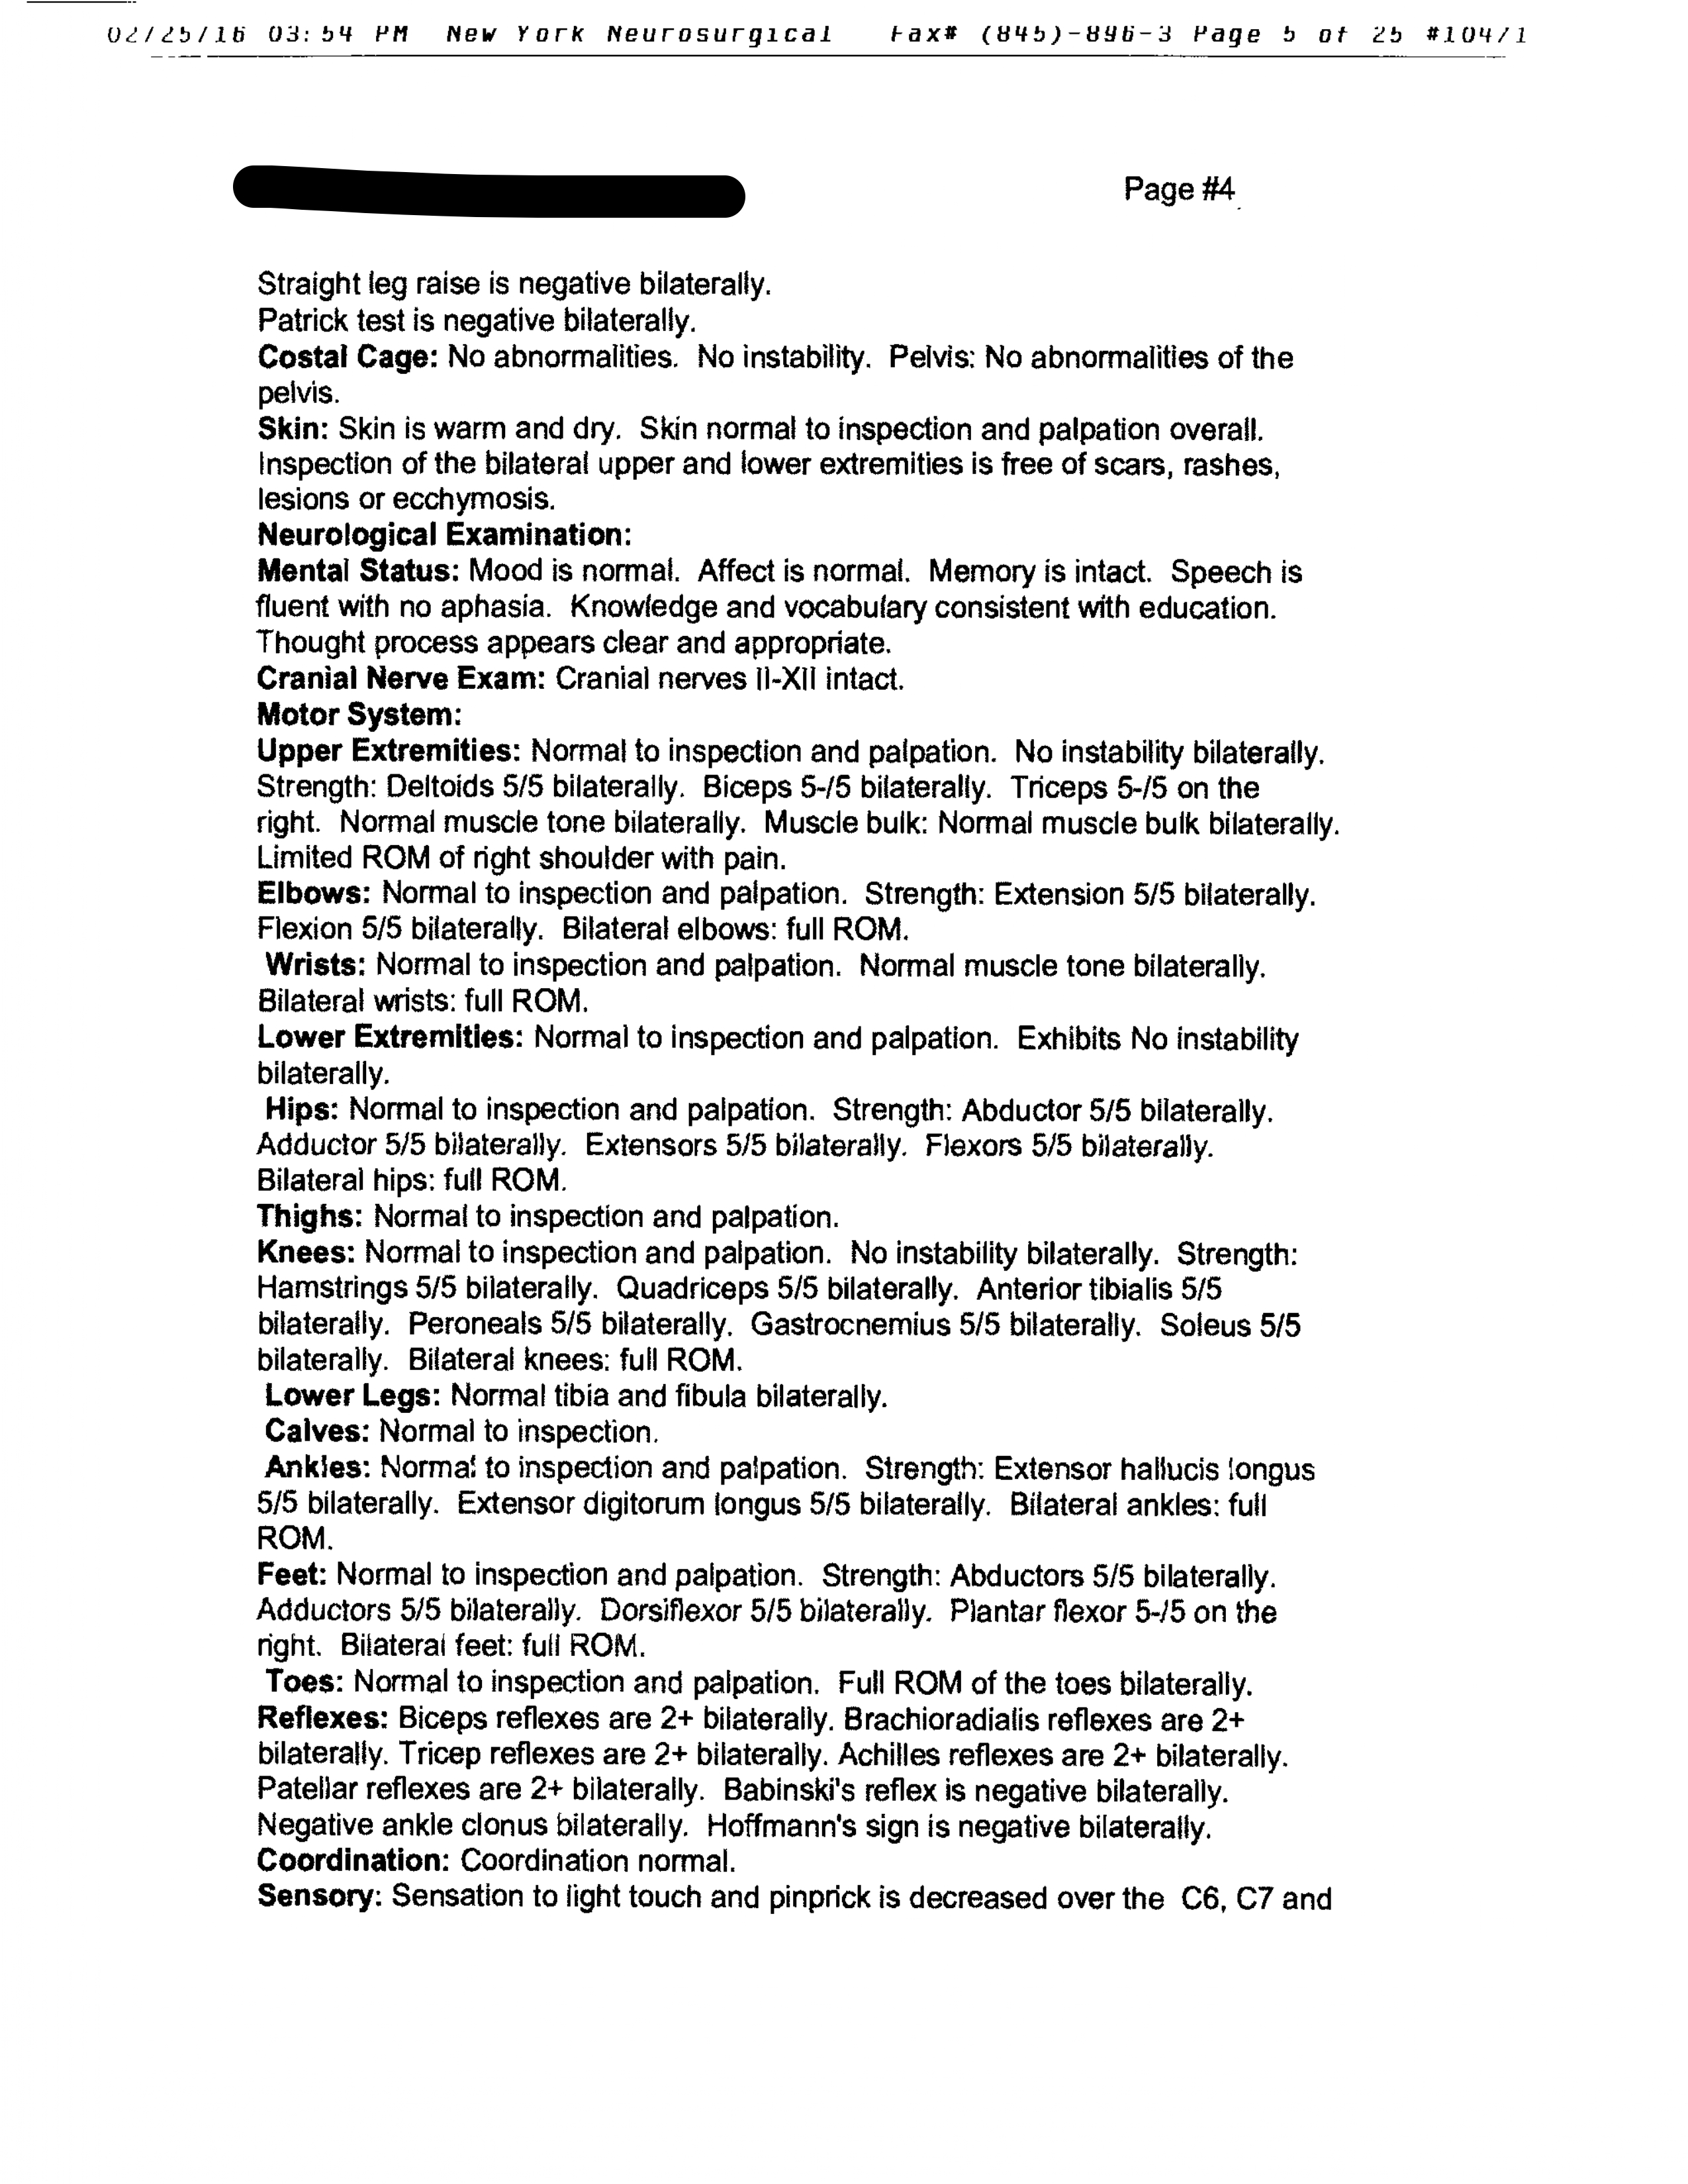 02/25/16 03:54 PM New York Neurosurgical Fax# (845)-896-3 Page 5 of 25 #104/1
Page #4
Straight leg raise is negative bilaterally.
Patrick test is negative bilaterally.
Costal Cage: No abnormalities. No instability. Pelvis: No abnormalities of the
pelvis.
Skin: Skin is warm and dry. Skin normal to inspection and palpation overall.
Inspection of the bilateral upper and lower extremities is free of scars, rashes,
lesions or ecchymosis.
Neurological Examination:
Mental Status: Mood is normal. Affect is normal. Memory is intact. Speech is
fluent with no aphasia. Knowledge and vocabulary consistent with education.
Thought process appears clear and appropriate.
Cranial Nerve Exam: Cranial nerves II-XII intact.
Motor System:
Upper Extremities: Normal to inspection and palpation. No instability bilaterally.
Strength: Deltoids 5/5 bilaterally. Biceps 5-/5 bilaterally. Triceps 5-/5 on the
right. Normal muscle tone bilaterally. Muscle bulk: Normal muscle bulk bilaterally.
Limited ROM of right shoulder with pain.
Elbows: Normal to inspection and palpation. Strength: Extension 5/5 bilaterally.
Flexion 5/5 bilaterally. Bilateral elbows: full ROM.
Wrists: Normal to inspection and palpation. Normal muscle tone bilaterally.
Bilateral wrists: full ROM.
Lower Extremities: Normal to inspection and palpation. Exhibits No instability
bilaterally.
Hips: Normal to inspection and palpation. Strength: Abductor 5/5 bilaterally.
Adductor 5/5 bilaterally. Extensors 5/5 bilaterally. Flexors 5/5 bilaterally.
Bilateral hips: full ROM.
Thighs: Normal to inspection and palpation.
Knees: Normal to inspection and palpation. No instability bilaterally. Strength:
Hamstrings 5/5 bilaterally. Quadriceps 5/5 bilaterally. Anterior tibialis 5/5
bilaterally. Peroneals 5/5 bilaterally. Gastrocnemius 5/5 bilaterally. Soleus 5/5
bilaterally. Bilateral knees: full ROM.
Lower Legs: Normal tibia and fibula bilaterally.
Calves: Normal to inspection.
Ankles: Normal to inspection and palpation. Strength: Extensor hallucis longus
5/5 bilaterally. Extensor digitorum longus 5/5 bilaterally. Bilateral ankles: full
ROM.
Feet: Normal to inspection and palpation. Strength: Abductors 5/5 bilaterally.
Adductors 5/5 bilaterally. Dorsiflexor 5/5 bilaterally. Plantar flexor 5-/5 on the
right. Bilateral feet: full ROM.
Toes: Normal to inspection and palpation. Full ROM of the toes bilaterally.
Reflexes: Biceps reflexes are 2+ bilaterally. Brachioradialis reflexes are 2+
bilaterally. Tricep reflexes are 2+ bilaterally. Achilles reflexes are 2+ bilaterally.
Patellar reflexes are 2+ bilaterally. Babinski's reflex is negative bilaterally.
Negative ankle clonus bilaterally. Hoffmann's sign is negative bilaterally.
Coordination: Coordination normal.
Sensory: Sensation to light touch and pinprick is decreased over the C6, C7 and